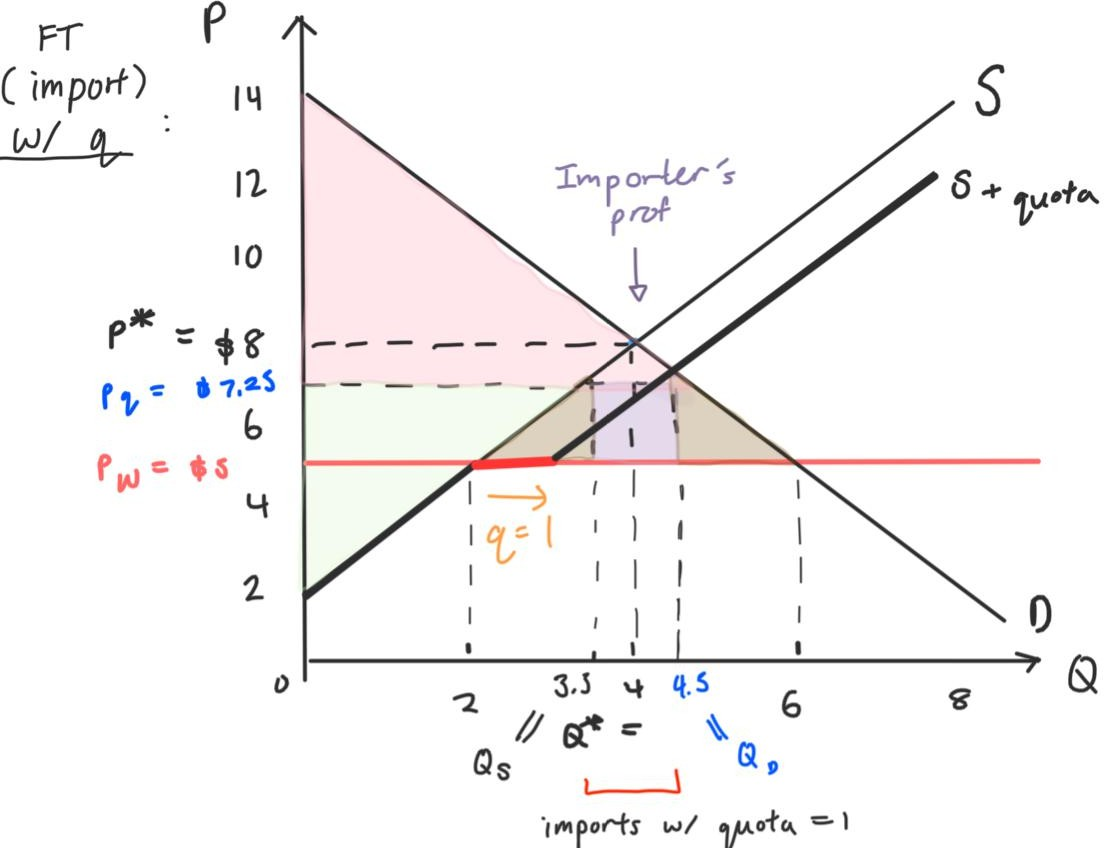 FT
(import)
w/ q :
P
14
12
10
P* = $8
Pq = $7.25
6
Pw = $5
4
2
0
Importer's
prof
S
S + quota
q = 1
D
Q
2
3.5
4
4.5
6
8
Qs
Q* =
QD
imports w/ quota = 1